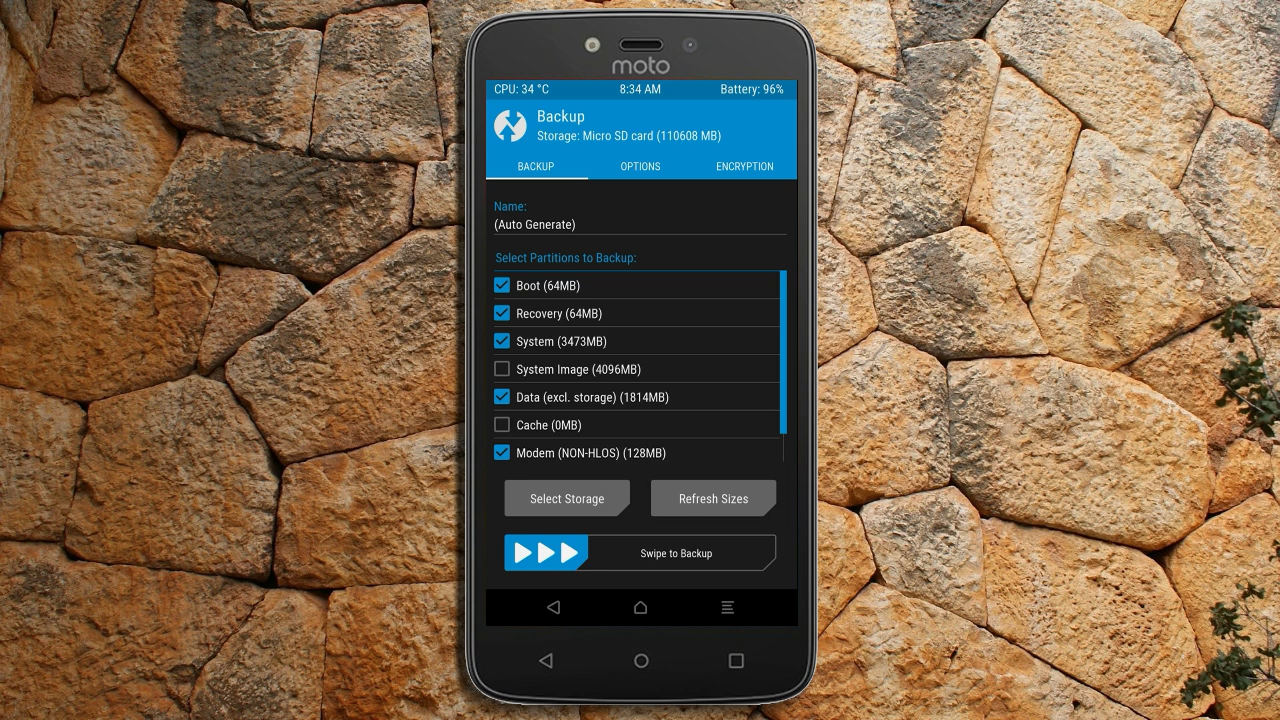 moto
CPU: 34 °C 8:34 AM Battery: 96%
Backup
Storage: Micro SD card (110608 MB)
BACKUP OPTIONS ENCRYPTION
Name:
(Auto Generate)
Select Partitions to Backup:
Boot (64MB)
Recovery (64MB)
System (3473MB)
System Image (4096MB)
Data (excl. storage) (1814MB)
Cache (0MB)
Modem (NON-HLOS) (128MB)
Select Storage Refresh Sizes
Swipe to Backup